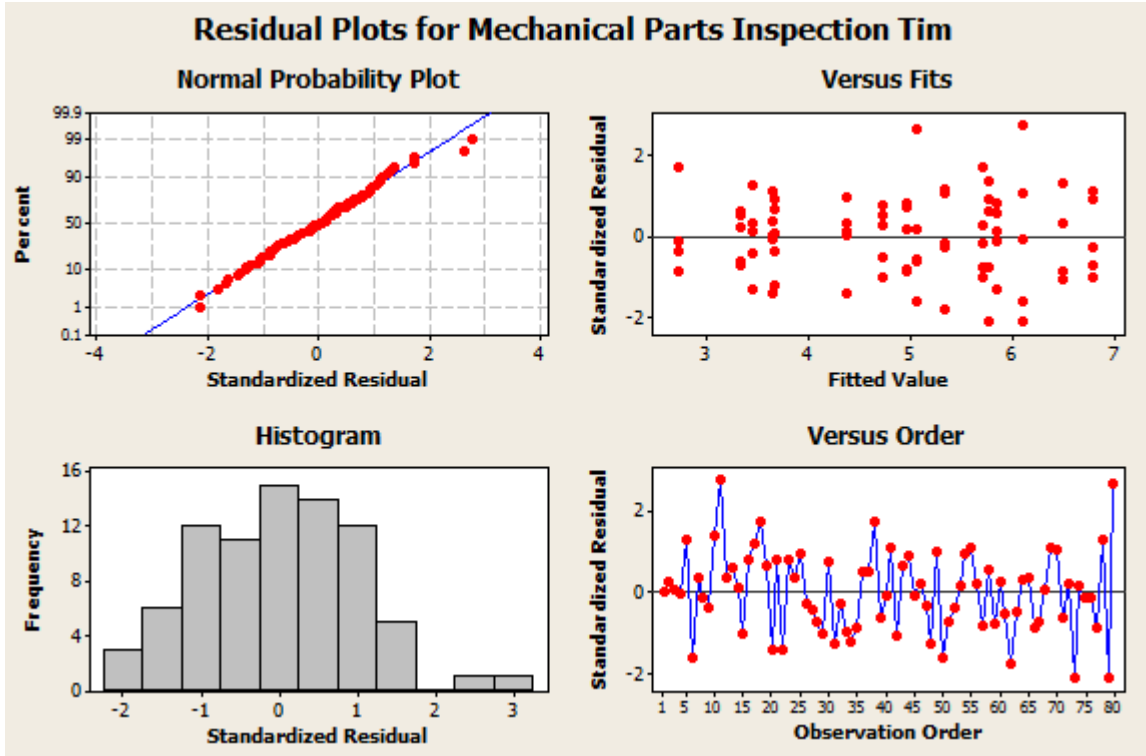 Residual Plots for Mechanical Parts Inspection Tim
Normal Probability Plot
Versus Fits
99.9
99
90
50
10
1
0.1
Percent
-4 -2 0 2 4
Standardized Residual
2
0
-2
Standardized Residual
3 4 5 6 7
Fitted Value
Histogram
Versus Order
16
12
8
4
0
Frequency
-2 -1 0 1 2 3
Standardized Residual
2
0
-2
Standardized Residual
1 5 10 15 20 25 30 35 40 45 50 55 60 65 70 75 80
Observation Order